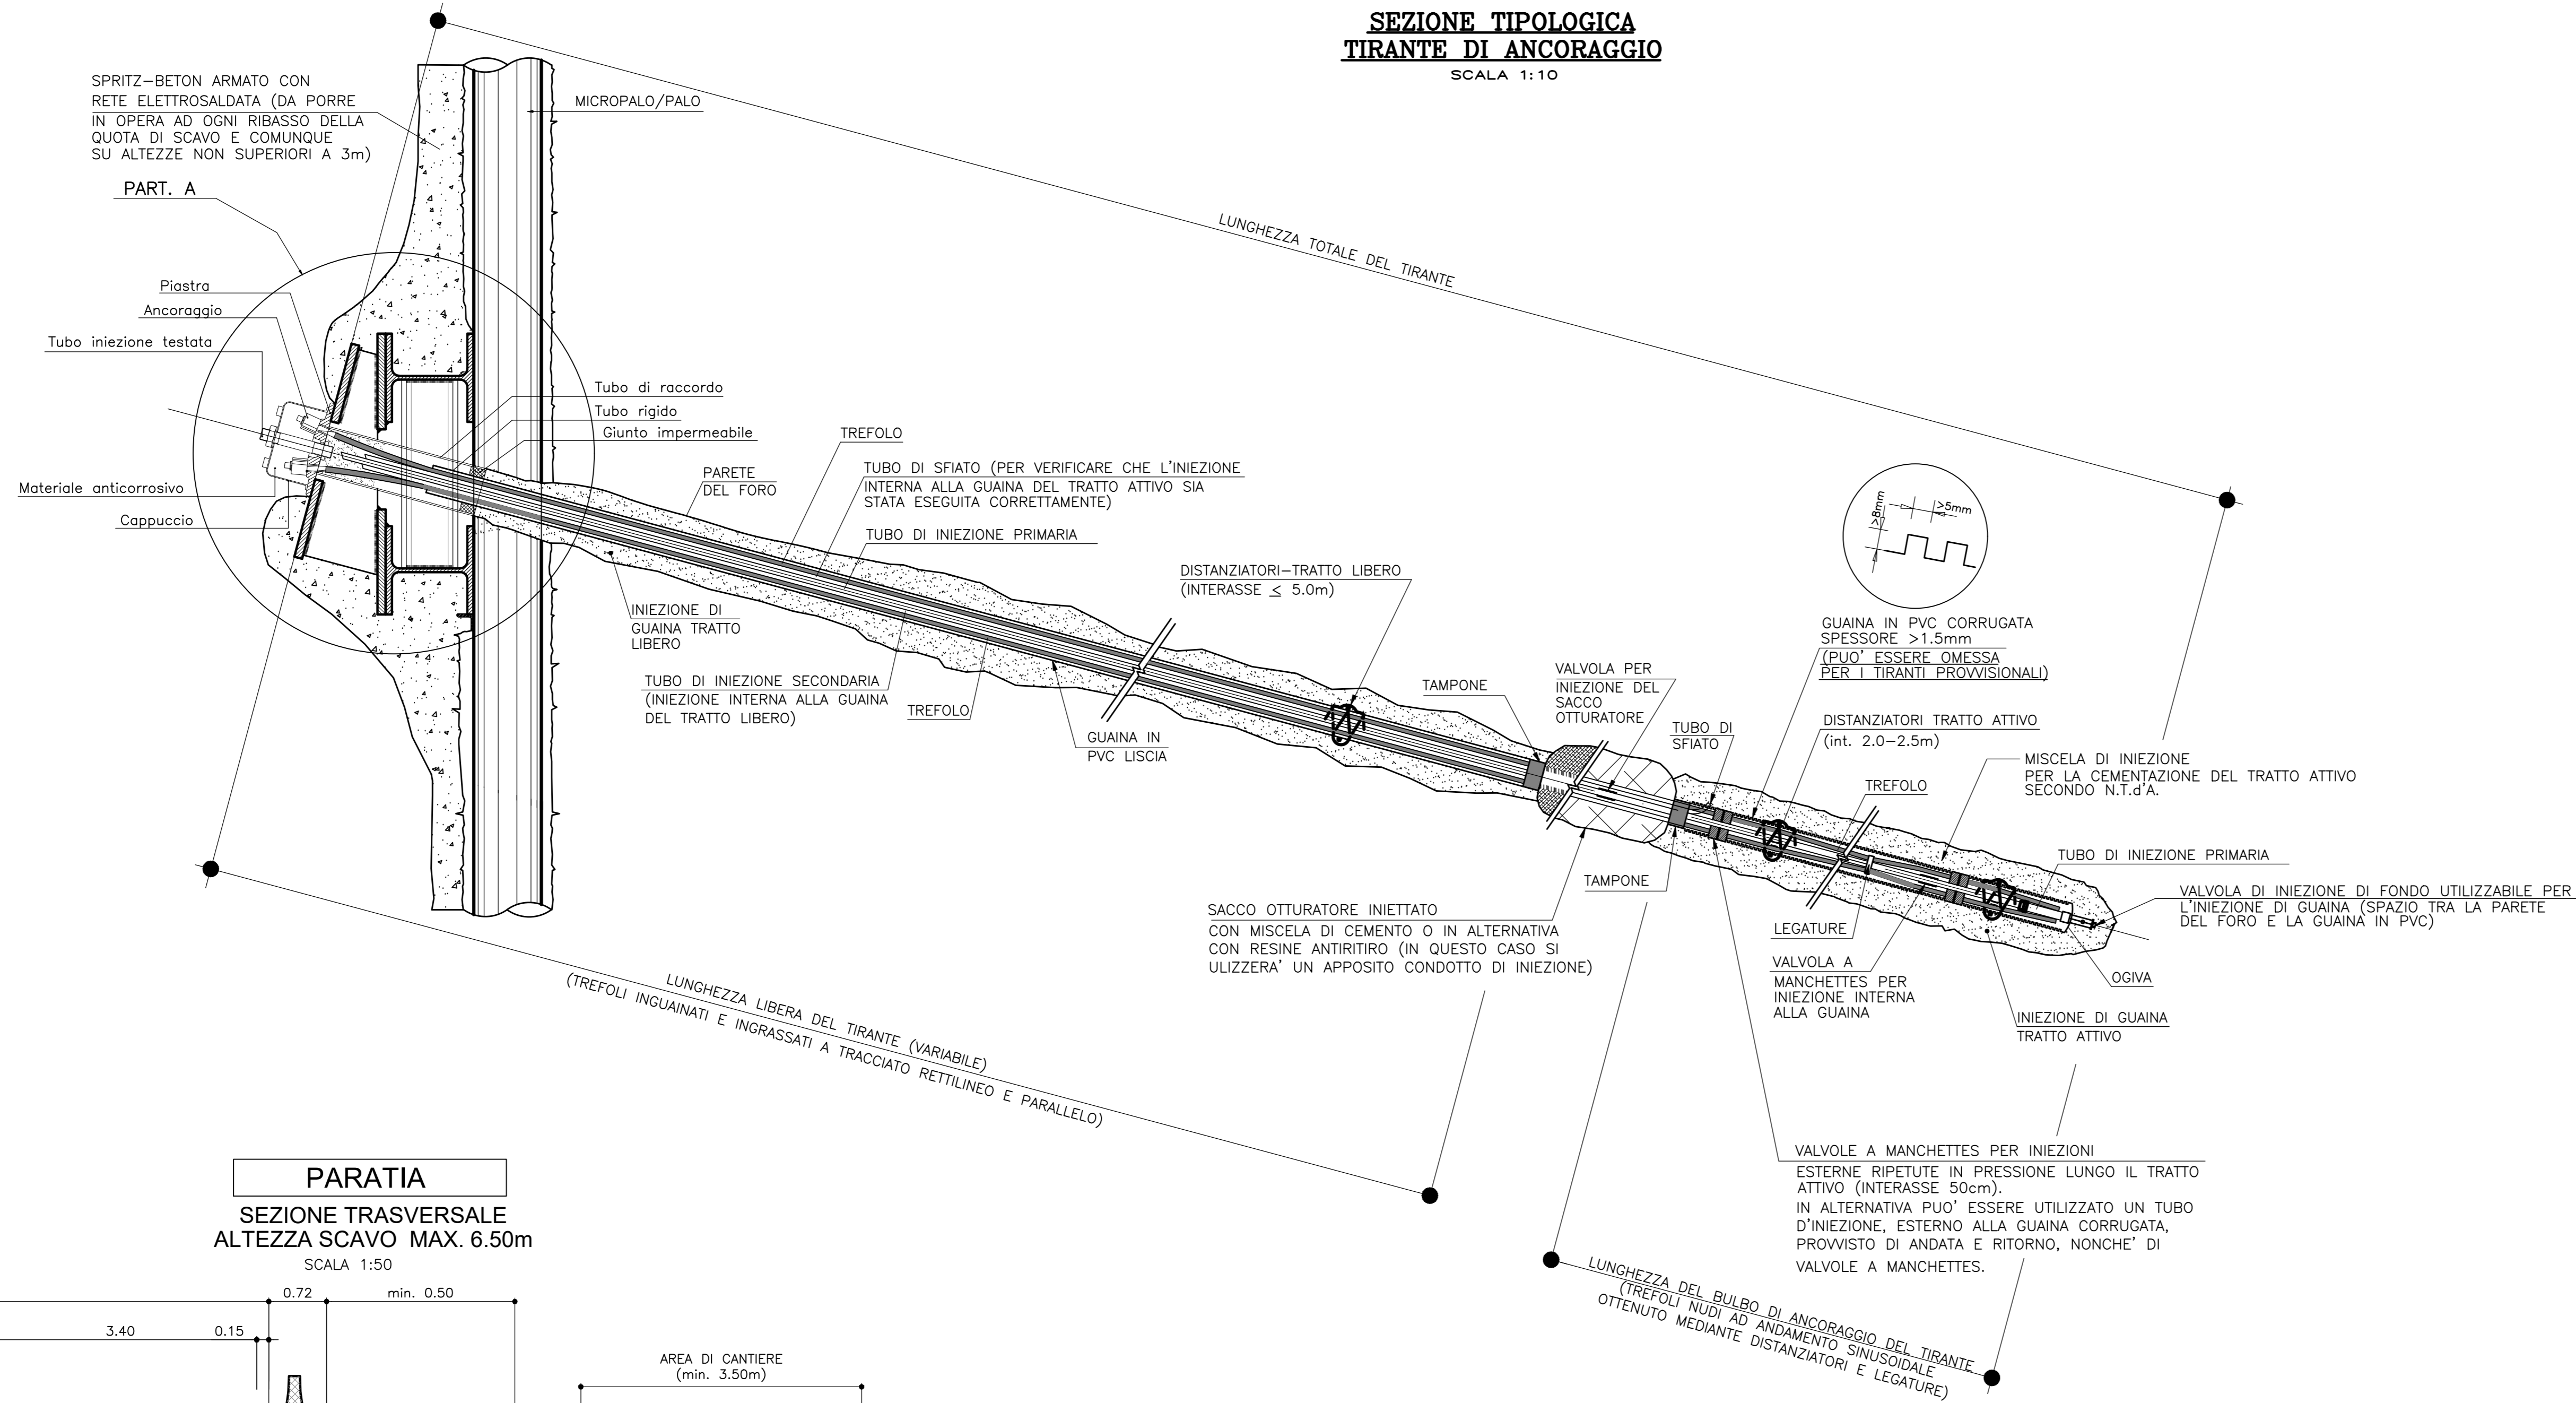 SEZIONE TIPOLOGICA
TIRANTE DI ANCORAGGIO
SCALA 1:10
SPRITZ-BETON ARMATO CON
RETE ELETTROSALDATA (DA PORRE
IN OPERA AD OGNI RIBASSO DELLA
QUOTA DI SCAVO E COMUNQUE
SU ALTEZZE NON SUPERIORI A 3m)
MICROPALO/PALO
PART. A
LUNGHEZZA TOTALE DEL TIRANTE
Piastra
Ancoraggio
Tubo iniezione testata
Materiale anticorrosivo
Cappuccio
Tubo di raccordo
Tubo rigido
Giunto impermeabile
PARETE
DEL FORO
TREFOLO
TUBO DI SFIATO (PER VERIFICARE CHE L'INIEZIONE
INTERNA ALLA GUAINA DEL TRATTO ATTIVO SIA
STATA ESEGUITA CORRETTAMENTE)
TUBO DI INIEZIONE PRIMARIA
INIEZIONE DI
GUAINA TRATTO
LIBERO
TUBO DI INIEZIONE SECONDARIA
(INIEZIONE INTERNA ALLA GUAINA
DEL TRATTO LIBERO)
TREFOLO
GUAINA IN
PVC LISCIA
DISTANZIATORI-TRATTO LIBERO
(INTERASSE ≤ 5.0m)
TAMPONE
VALVOLA PER
INIEZIONE DEL
SACCO
OTTURATORE
TUBO DI
SFIATO
>8mm
>5mm
GUAINA IN PVC CORRUGATA
SPESSORE >1.5mm
(PUO' ESSERE OMESSA
PER I TIRANTI PROVVISIONALI)
DISTANZIATORI TRATTO ATTIVO
(int. 2.0-2.5m)
TREFOLO
MISCELA DI INIEZIONE
PER LA CEMENTAZIONE DEL TRATTO ATTIVO
SECONDO N.T.d'A.
TUBO DI INIEZIONE PRIMARIA
VALVOLA DI INIEZIONE DI FONDO UTILIZZABILE PER
L'INIEZIONE DI GUAINA (SPAZIO TRA LA PARETE
DEL FORO E LA GUAINA IN PVC)
TAMPONE
SACCO OTTURATORE INIETTATO
CON MISCELA DI CEMENTO O IN ALTERNATIVA
CON RESINE ANTIRITIRO (IN QUESTO CASO SI
ULIZZERA' UN APPOSITO CONDOTTO DI INIEZIONE)
LEGATURE
VALVOLA A
MANCHETTES PER
INIEZIONE INTERNA
ALLA GUAINA
OGIVA
INIEZIONE DI GUAINA
TRATTO ATTIVO
LUNGHEZZA LIBERA DEL TIRANTE (VARIABILE)
(TREFOLI INGUAINATI E INGRASSATI A TRACCIATO RETTILINEO E PARALLELO)
VALVOLE A MANCHETTES PER INIEZIONI
ESTERNE RIPETUTE IN PRESSIONE LUNGO IL TRATTO
ATTIVO (INTERASSE 50cm).
IN ALTERNATIVA PUO' ESSERE UTILIZZATO UN TUBO
D'INIEZIONE, ESTERNO ALLA GUAINA CORRUGATA,
PROVVISTO DI ANDATA E RITORNO, NONCHE' DI
VALVOLE A MANCHETTES.
LUNGHEZZA DEL BULBO DI ANCORAGGIO DEL TIRANTE
(TREFOLI NUDI AD ANDAMENTO SINUSOIDALE
OTTENUTO MEDIANTE DISTANZIATORI E LEGATURE)
PARATIA
SEZIONE TRASVERSALE
ALTEZZA SCAVO MAX. 6.50m
SCALA 1:50
0.72
min. 0.50
3.40
0.15
AREA DI CANTIERE
(min. 3.50m)